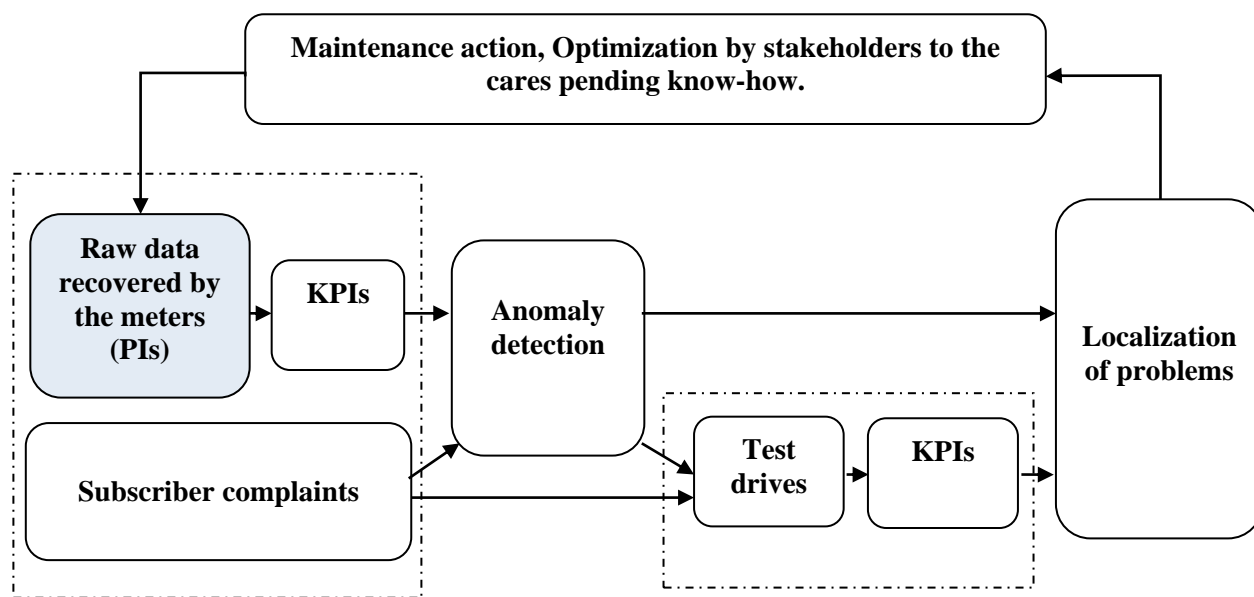 Maintenance action, Optimization by stakeholders to the
cares pending know-how.
Raw data
recovered by
the meters
(PIs)
KPIs
Anomaly
detection
Localization
of problems
Subscriber complaints
Test
drives
KPIs